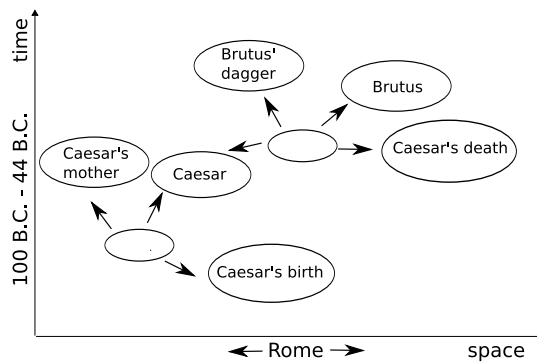 time
100 B.C. - 44 B.C.
Brutus'
dagger
Brutus
Caesar's death
Caesar's
mother
Caesar
Caesar's birth
Rome
space